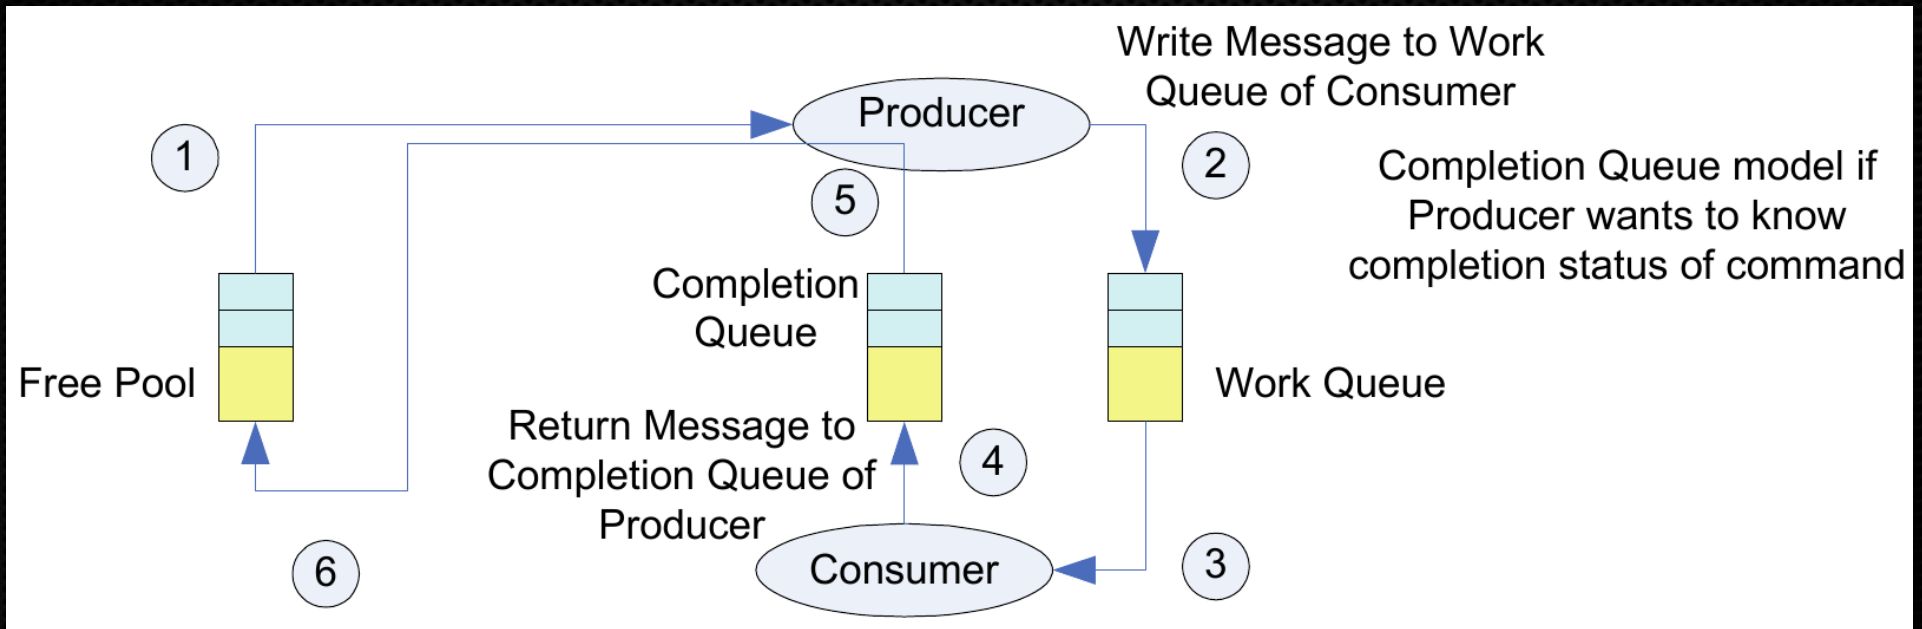 Write Message to Work
Queue of Consumer
Producer
1
2
Completion Queue model if
Producer wants to know
completion status of command
5
Completion
Queue
Free Pool
Work Queue
Return Message to
Completion Queue of
Producer
4
Consumer
3
6